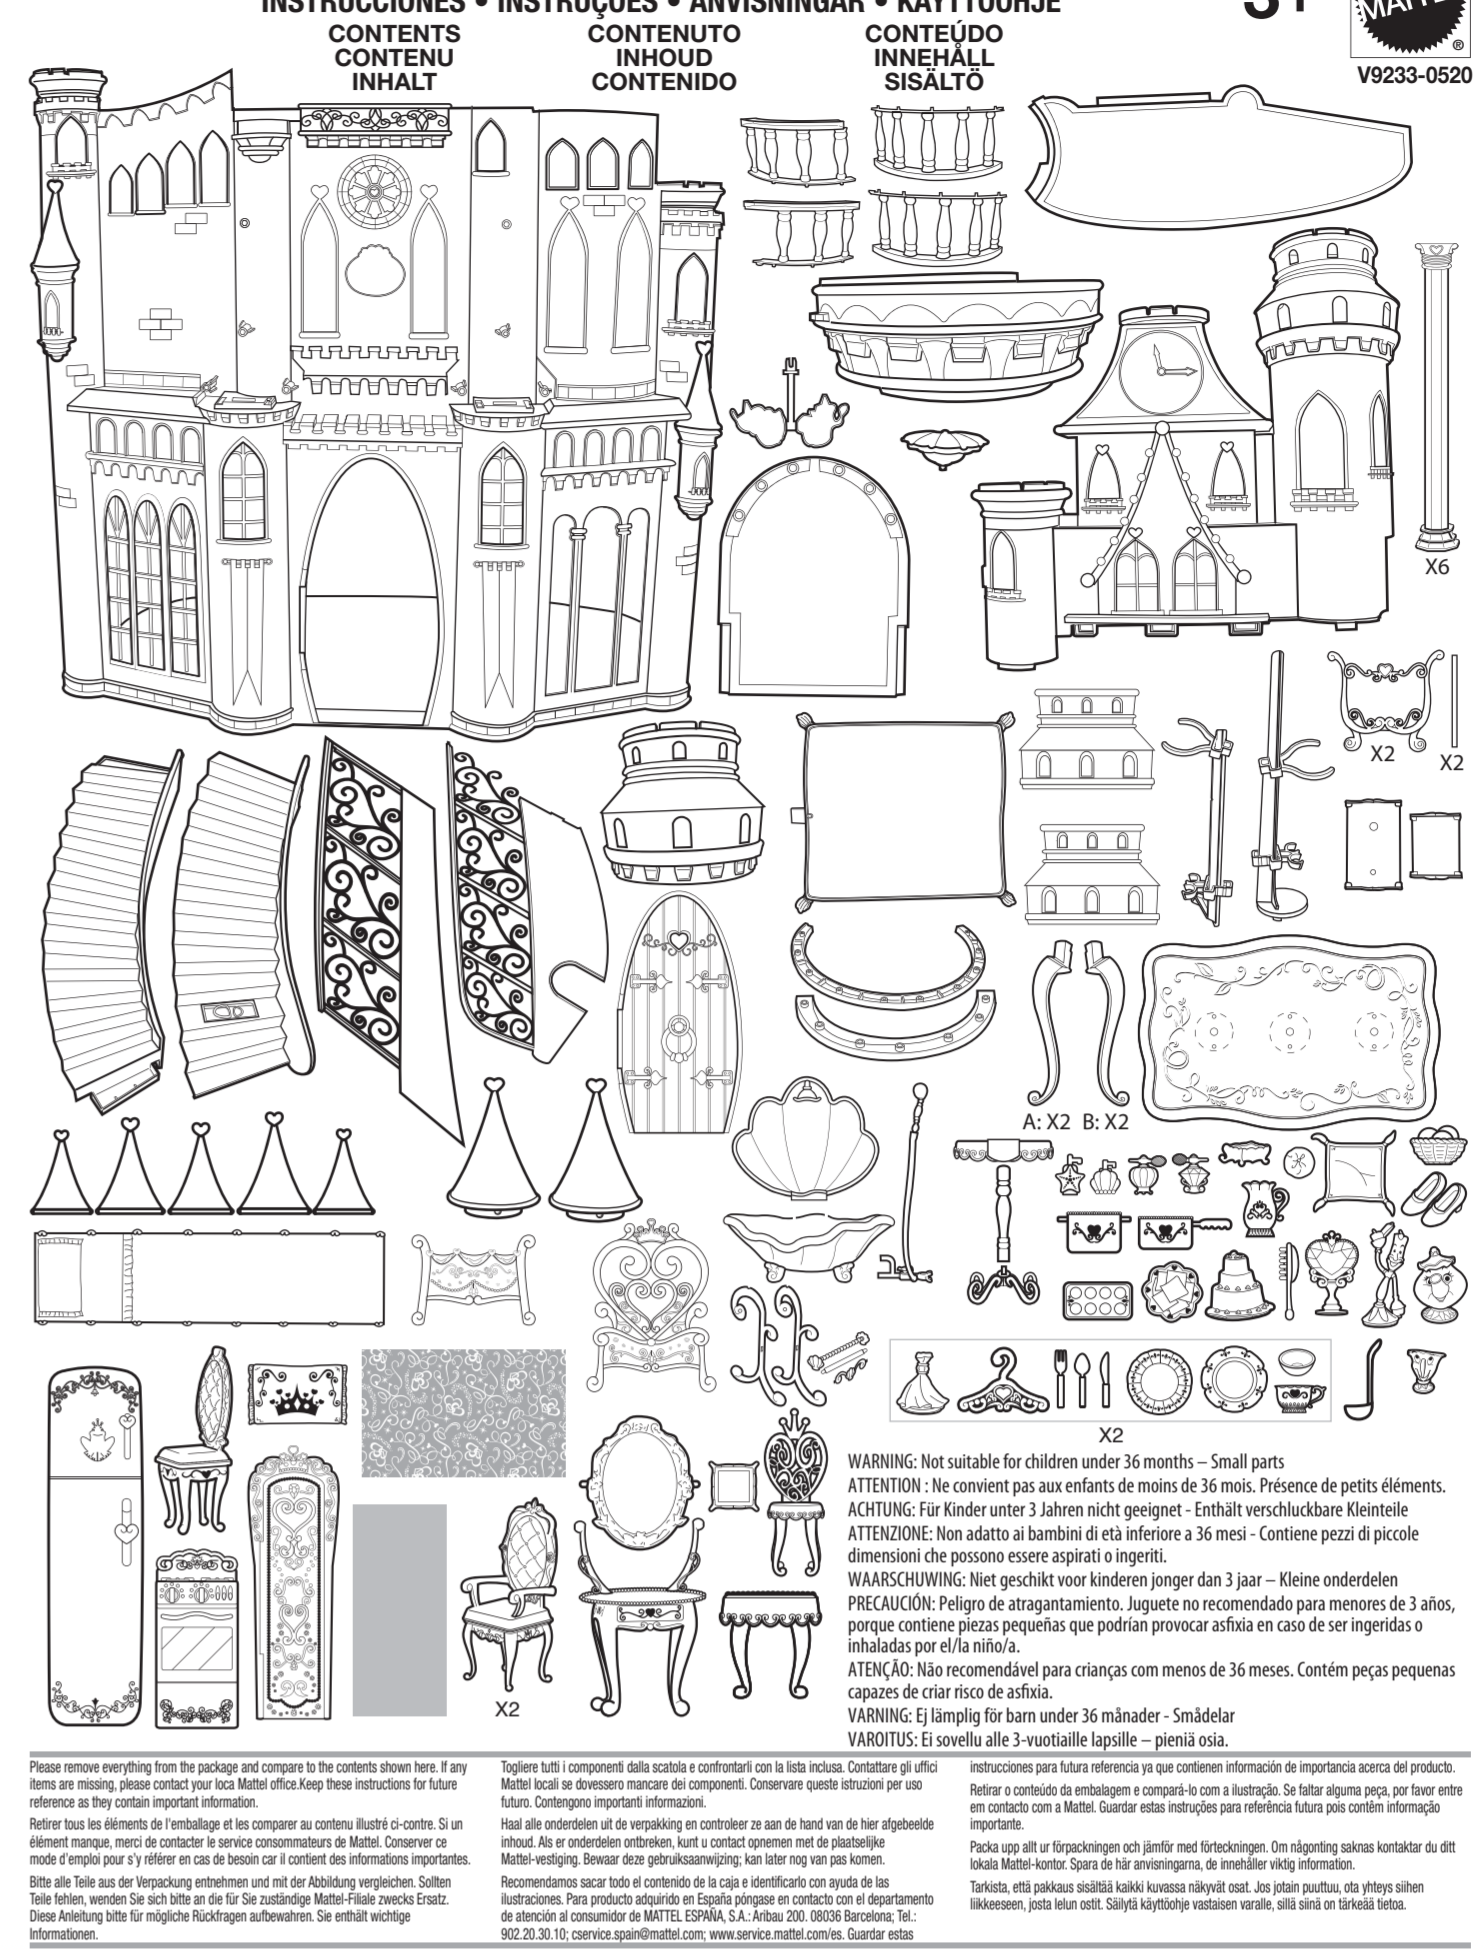 INSTRUCCIONES • INSTRUÇÕES • ANVISNINGAR • KÄYTTÖOHJE
3+
MATTEL
®
V9233-0520
CONTENTS
CONTENU
INHALT
CONTENUTO
INHOUD
CONTENIDO
CONTEÚDO
INNEHÅLL
SISÄLTÖ
X6
X2
X2
A: X2 B: X2
X2
X2
WARNING: Not suitable for children under 36 months – Small parts
ATTENTION : Ne convient pas aux enfants de moins de 36 mois. Présence de petits éléments.
ACHTUNG: Für Kinder unter 3 Jahren nicht geeignet - Enthält verschluckbare Kleinteile
ATTENZIONE: Non adatto ai bambini di età inferiore a 36 mesi - Contiene pezzi di piccole
dimensioni che possono essere aspirati o ingeriti.
WAARSCHUWING: Niet geschikt voor kinderen jonger dan 3 jaar – Kleine onderdelen
PRECAUCIÓN: Peligro de atragantamiento. Juguete no recomendado para menores de 3 años,
porque contiene piezas pequeñas que podrían provocar asfixia en caso de ser ingeridas o
inhaladas por el/la niño/a.
ATENÇÃO: Não recomendável para crianças com menos de 36 meses. Contém peças pequenas
capazes de criar risco de asfixia.
VARNING: Ej lämplig för barn under 36 månader - Smådelar
VAROITUS: Ei sovellu alle 3-vuotiaille lapsille – pieniä osia.
Please remove everything from the package and compare to the contents shown here. If any
items are missing, please contact your loca Mattel office.Keep these instructions for future
reference as they contain important information.
Retirer tous les éléments de l'emballage et les comparer au contenu illustré ci-contre. Si un
élément manque, merci de contacter le service consommateurs de Mattel. Conserver ce
mode d'emploi pour s'y référer en cas de besoin car il contient des informations importantes.
Bitte alle Teile aus der Verpackung entnehmen und mit der Abbildung vergleichen. Sollten
Teile fehlen, wenden Sie sich bitte an die für Sie zuständige Mattel-Filiale zwecks Ersatz.
Diese Anleitung bitte für mögliche Rückfragen aufbewahren. Sie enthält wichtige
Informationen.
Togliere tutti i componenti dalla scatola e confrontarli con la lista inclusa. Contattare gli uffici
Mattel locali se dovessero mancare dei componenti. Conservare queste istruzioni per uso
futuro. Contengono importanti informazioni.
Haal alle onderdelen uit de verpakking en controleer ze aan de hand van de hier afgebeelde
inhoud. Als er onderdelen ontbreken, kunt u contact opnemen met de plaatselijke
Mattel-vestiging. Bewaar deze gebruiksaanwijzing; kan later nog van pas komen.
Recomendamos sacar todo el contenido de la caja e identificarlo con ayuda de las
ilustraciones. Para producto adquirido en España póngase en contacto con el departamento
de atención al consumidor de MATTEL ESPAÑA, S.A.: Aribau 200. 08036 Barcelona; Tel.:
902.20.30.10; cservice.spain@mattel.com; www.service.mattel.com/es. Guardar estas
instrucciones para futura referencia ya que contienen información de importancia acerca del producto.
Retirar o conteúdo da embalagem e compará-lo com a ilustração. Se faltar alguma peça, por favor entre
em contacto com a Mattel. Guardar estas instruções para referência futura pois contêm informação
importante.
Packa upp allt ur förpackningen och jämför med förteckningen. Om någonting saknas kontaktar du ditt
lokala Mattel-kontor. Spara de här anvisningarna, de innehåller viktig information.
Tarkista, että pakkaus sisältää kaikki kuvassa näkyvät osat. Jos jotain puuttuu, ota yhteys siihen
liikkeeseen, josta lelun ostit. Säilytä käyttöohje vastaisen varalle, sillä siinä on tärkeää tietoa.